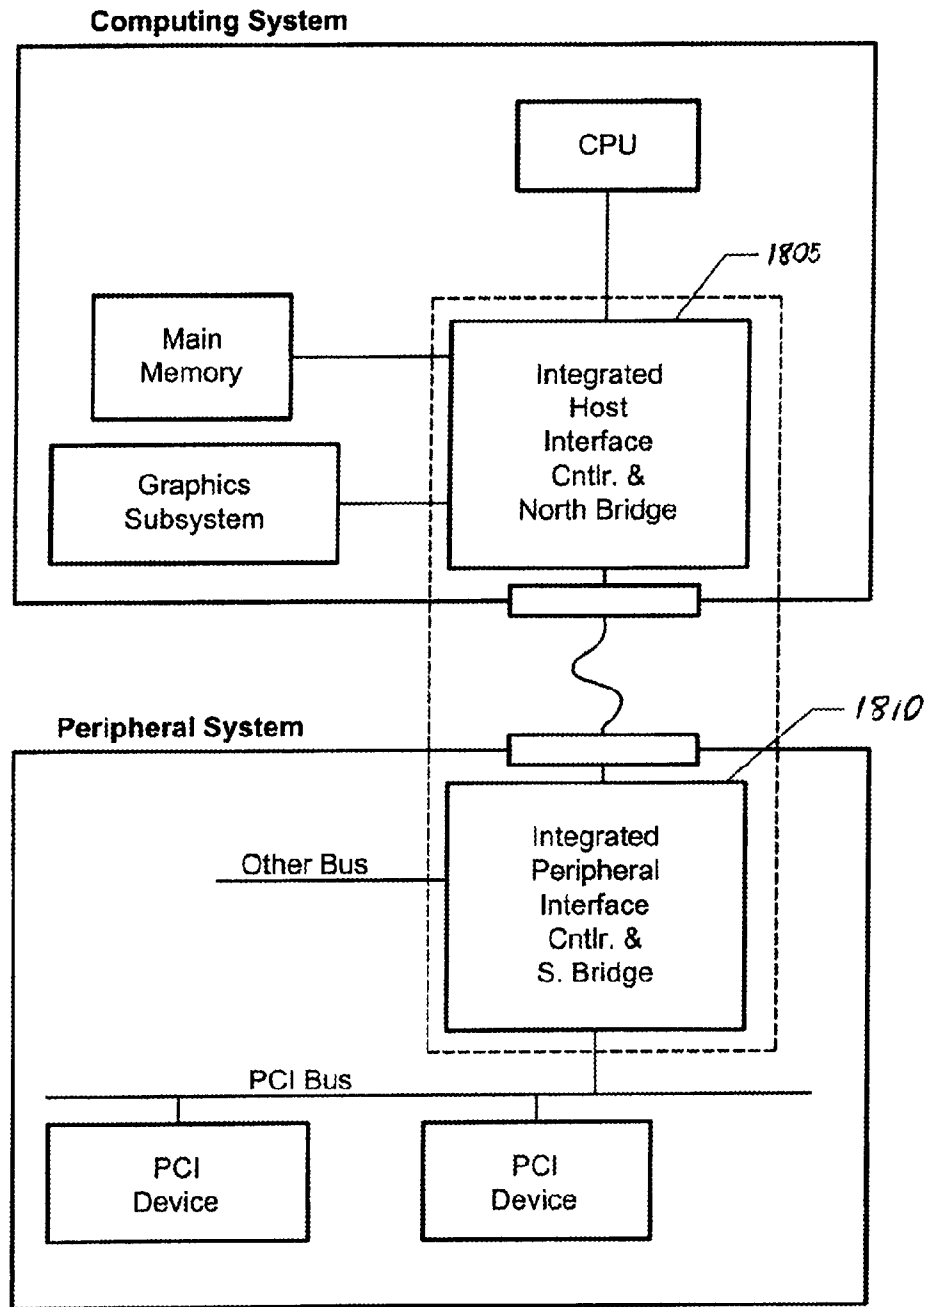 Computing System
CPU
1805
Main
Memory
Integrated
Host
Interface
Cntlr. &
North Bridge
Graphics
Subsystem
1810
Peripheral System
Integrated
Peripheral
Interface
Cntlr. &
S. Bridge
Other Bus
PCI Bus
PCI
Device
PCI
Device